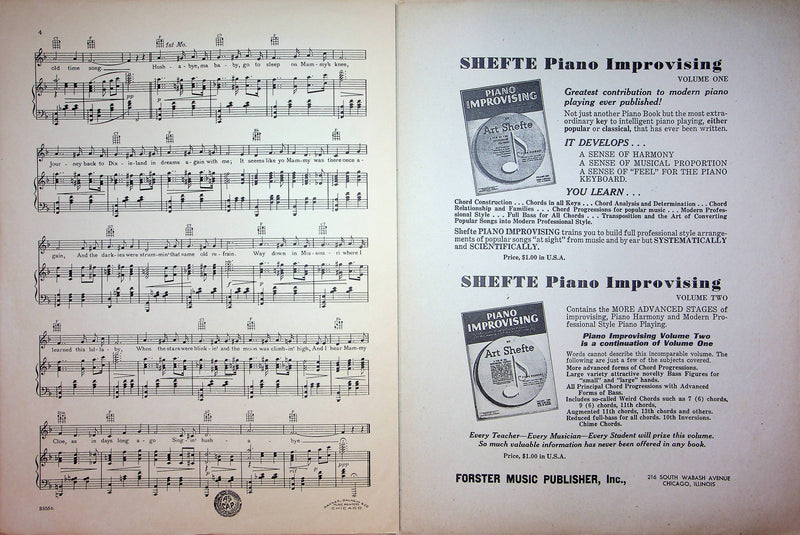 4
1st Mo.
old time song. Hush - a - bye, ma ba - by, go to sleep on Mammy's knee,
pp
p
Jour - ney back to Dix - ie - land in dreams a - gain with me; It seems like yo Mam-my was there once a -
gain, And the dark-ies were strum-min' that same old re - frain. Way down in Mis - sou - ri where I
f
learned this lul - la - by, When the stars were blink - in' and the moon was climb-in' high, And I hear Mam-my
Cloe, as in days long a - go Sing - in' hush - a - bye.
ppp
CHICAGO
SHEFTE Piano Improvising
VOLUME ONE
PIANO
IMPROVISING
BY
Art Shefte
Greatest contribution to modern piano
playing ever published!
Not just another Piano Book but the most extra-
ordinary key to intelligent piano playing, either
popular or classical, that has ever been written.
IT DEVELOPS . . .
A SENSE OF HARMONY
A SENSE OF MUSICAL PROPORTION
A SENSE OF "FEEL" FOR THE PIANO
KEYBOARD.
YOU LEARN . . .
Chord Construction . . . Chords in all Keys . . . Chord Analysis and Determination . . . Chord
Relationship and Families . . . Chord Progressions for popular music . . . Modern Profes-
sional Style . . . Full Bass for All Chords . . . Transposition and the Art of Converting
Popular Songs into Modern Professional Style.
Shefte PIANO IMPROVISING trains you to build full professional style arrange-
ments of popular songs "at sight" from music and by ear but SYSTEMATICALLY
and SCIENTIFICALLY.
Price, $1.00 in U.S.A.
SHEFTE Piano Improvising
VOLUME TWO
PIANO
IMPROVISING
BY
Art Shefte
Contains the MORE ADVANCED STAGES of
improvising, Piano Harmony and Modern Pro-
fessional Style Piano Playing.
Piano Improvising Volume Two
is a continuation of Volume One
Words cannot describe this incomparable volume. The
following are just a few of the subjects covered.
More advanced forms of Chord Progressions.
Large variety attractive novelty Bass Figures for
"small" and "large" hands.
All Principal Chord Progressions with Advanced
Forms of Bass.
Includes so-called Weird Chords such as 7 (6) chords,
9 (6) chords, 11th chords,
Augmented 11th chords, 13th chords and others.
Reduced full-bass for all chords. 10th Inversions.
Chime Chords.
Every Teacher—Every Musician—Every Student will prize this volume.
So much valuable information has never been offered in any book.
Price, $1.00 in U.S.A.
FORSTER MUSIC PUBLISHER, Inc.,
216 SOUTH WABASH AVENUE
CHICAGO, ILLINOIS